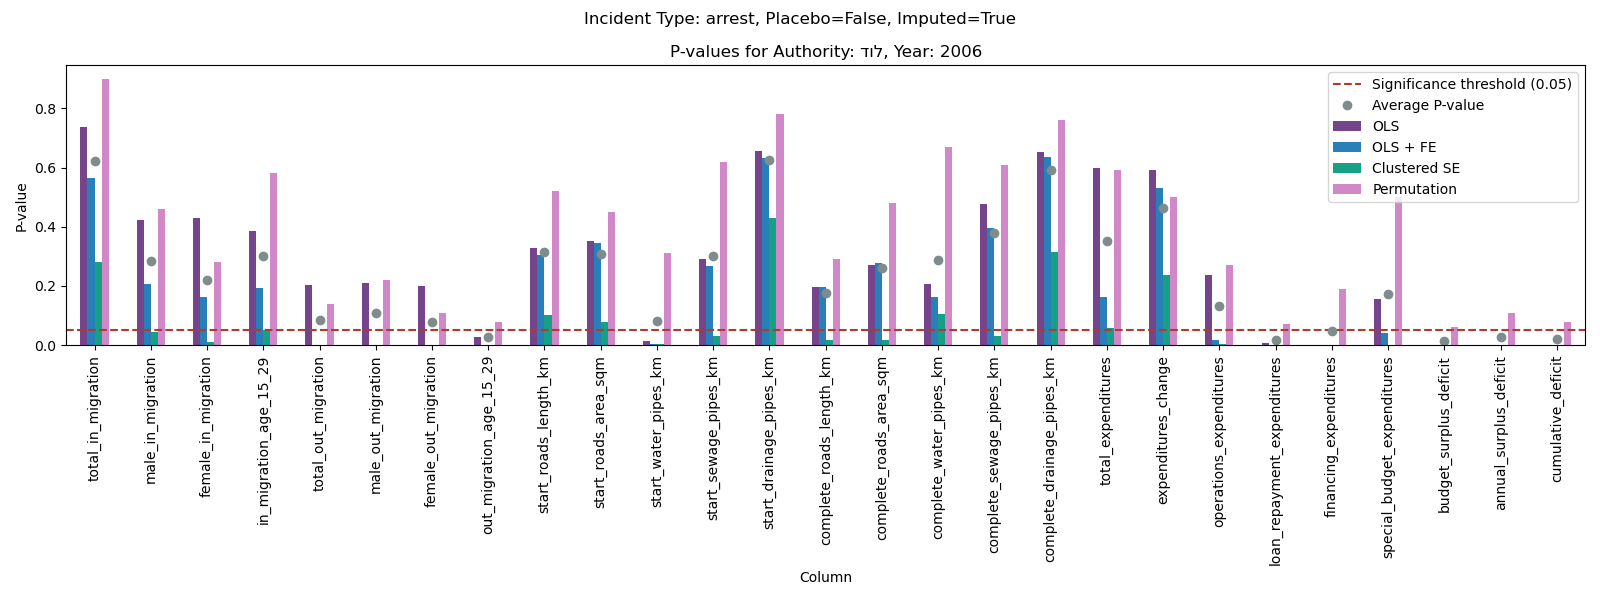 Incident Type: arrest, Placebo=False, Imputed=True
P-values for Authority: לוד, Year: 2006
P-value
0.8
0.6
0.4
0.2
0.0
Significance threshold (0.05)
Average P-value
OLS
OLS + FE
Clustered SE
Permutation
total_in_migration
male_in_migration
female_in_migration
in_migration_age_15_29
total_out_migration
male_out_migration
female_out_migration
out_migration_age_15_29
start_roads_length_km
start_roads_area_sqm
start_water_pipes_km
start_sewage_pipes_km
start_drainage_pipes_km
complete_roads_length_km
complete_roads_area_sqm
complete_water_pipes_km
complete_sewage_pipes_km
complete_drainage_pipes_km
total_expenditures
expenditures_change
operations_expenditures
loan_repayment_expenditures
financing_expenditures
special_budget_expenditures
budget_surplus_deficit
annual_surplus_deficit
cumulative_deficit
Column